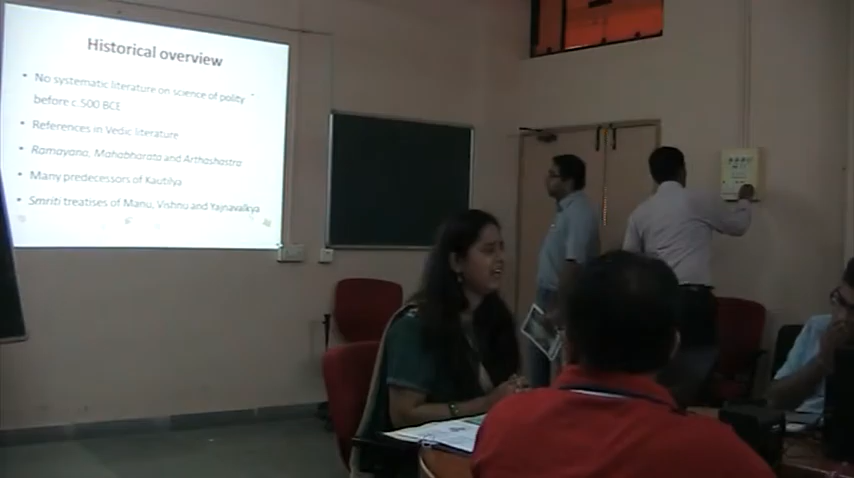 Historical overview
• No systematic literature on science of polity
before c.500 BCE
• References in Vedic literature
• Ramayana, Mahabharata and Arthashastra
• Many predecessors of Kautilya
• Smriti treatises of Manu, Vishnu and Yajnavalkya